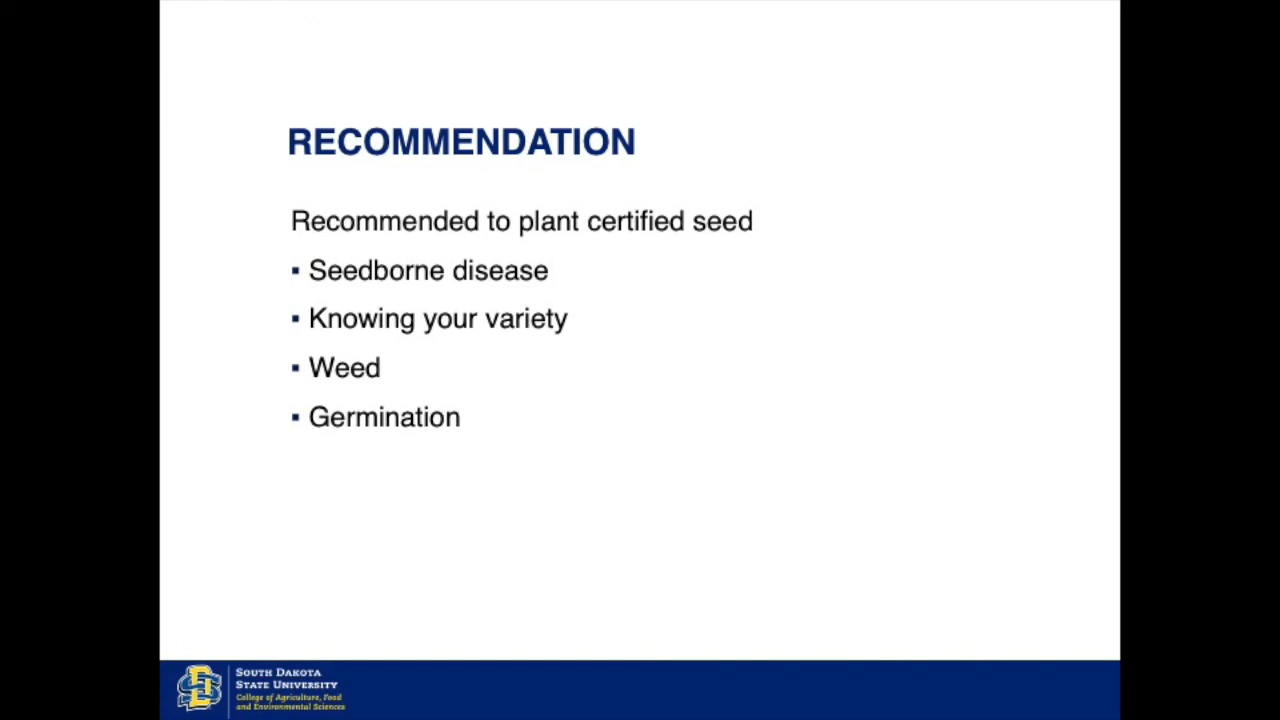 RECOMMENDATION
Recommended to plant certified seed
▪ Seedborne disease
▪ Knowing your variety
▪ Weed
▪ Germination
SOUTH DAKOTA
STATE UNIVERSITY
College of Agriculture, Food
and Environmental Sciences